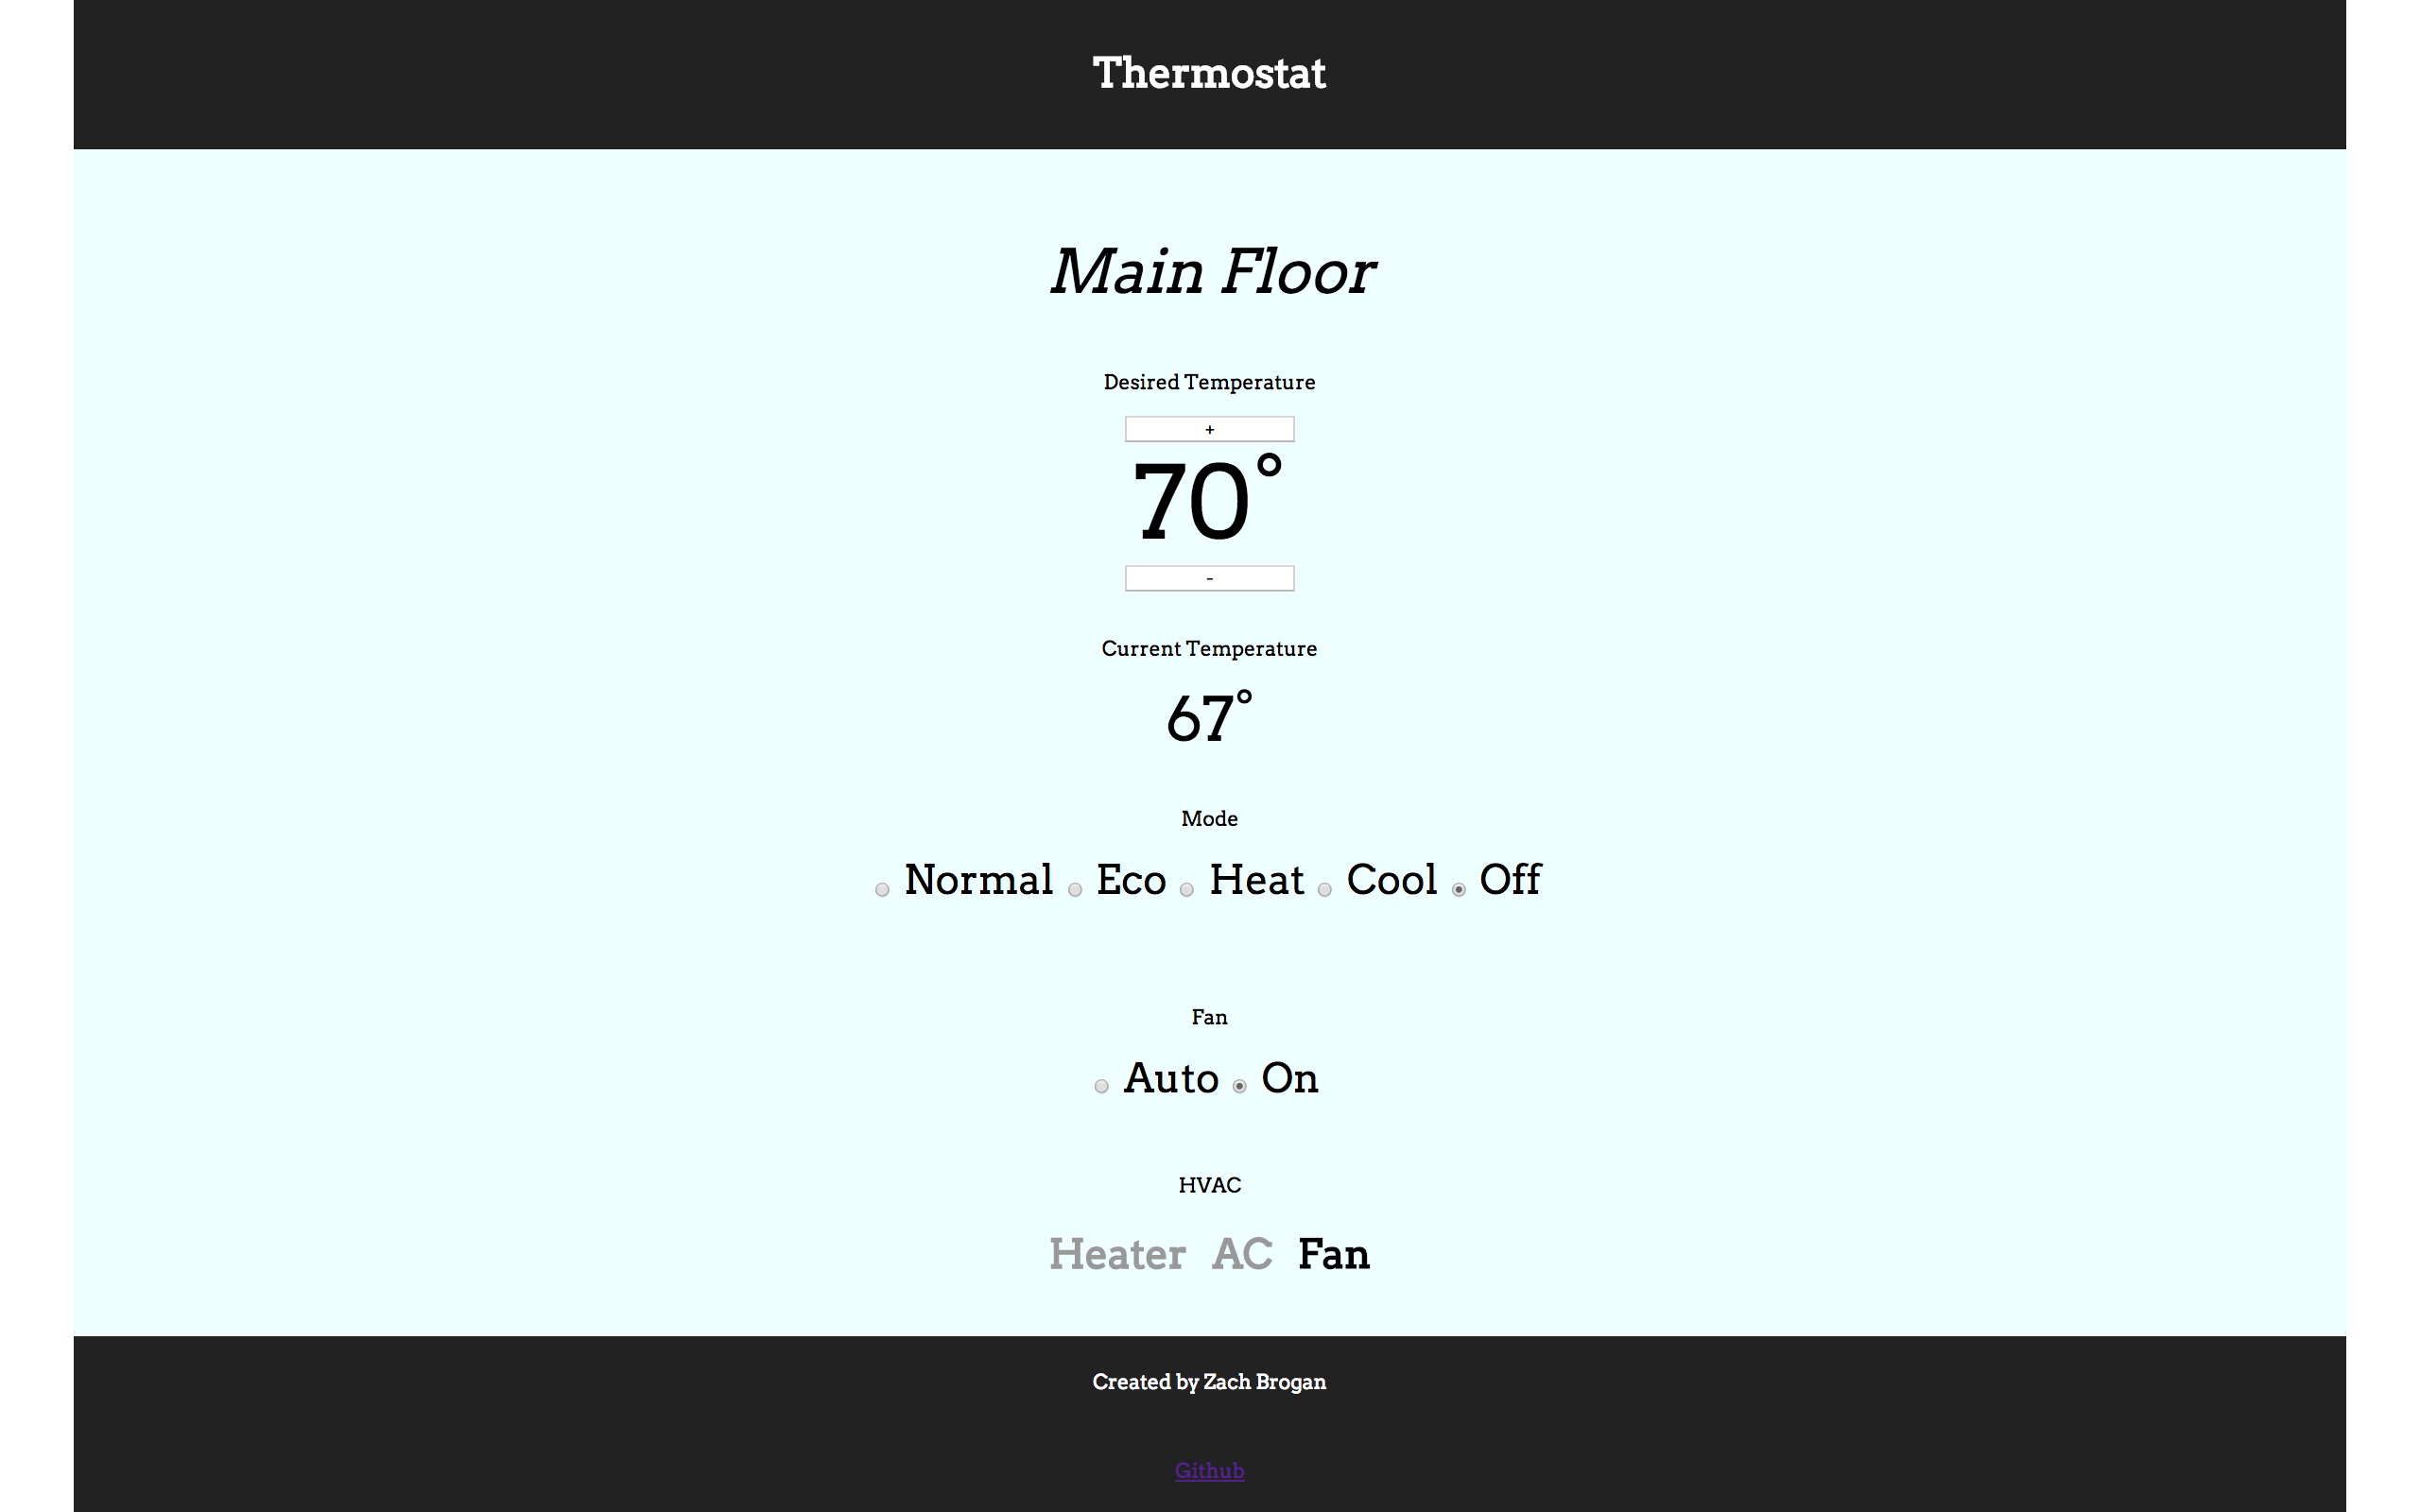 Thermostat
Main Floor
Desired Temperature
+
70°
-
Current Temperature
67°
Mode
Normal Eco Heat Cool Off
Fan
Auto On
HVAC
Heater AC Fan
Created by Zach Brogan
Github